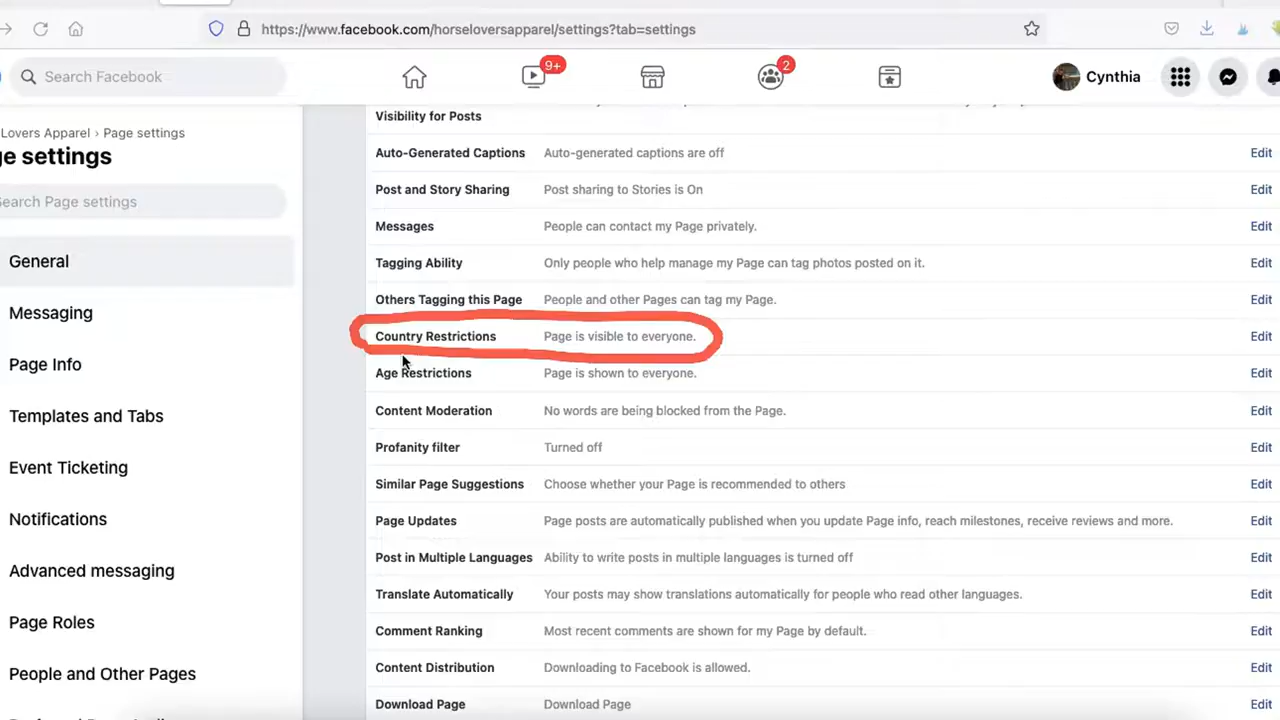 https://www.facebook.com/horseloversapparel/settings?tab=settings
Search Facebook
9+
2
Cynthia
Lovers Apparel › Page settings
settings
Search Page settings
General
Messaging
Page Info
Templates and Tabs
Event Ticketing
Notifications
Advanced messaging
Page Roles
People and Other Pages
Visibility for Posts
Auto-Generated Captions Auto-generated captions are off Edit
Post and Story Sharing Post sharing to Stories is On Edit
Messages People can contact my Page privately. Edit
Tagging Ability Only people who help manage my Page can tag photos posted on it. Edit
Others Tagging this Page People and other Pages can tag my Page. Edit
Country Restrictions Page is visible to everyone. Edit
Age Restrictions Page is shown to everyone. Edit
Content Moderation No words are being blocked from the Page. Edit
Profanity filter Turned off Edit
Similar Page Suggestions Choose whether your Page is recommended to others Edit
Page Updates Page posts are automatically published when you update Page info, reach milestones, receive reviews and more. Edit
Post in Multiple Languages Ability to write posts in multiple languages is turned off Edit
Translate Automatically Your posts may show translations automatically for people who read other languages. Edit
Comment Ranking Most recent comments are shown for my Page by default. Edit
Content Distribution Downloading to Facebook is allowed. Edit
Download Page Download Page Edit